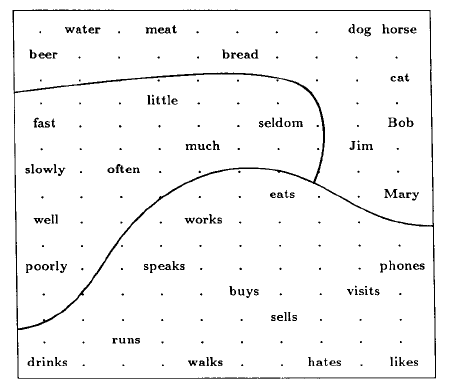 water meat dog horse
beer bread
cat
little
fast seldom Bob
much Jim
slowly often
eats Mary
well works
poorly speaks phones
buys visits
sells
runs
drinks walks hates likes